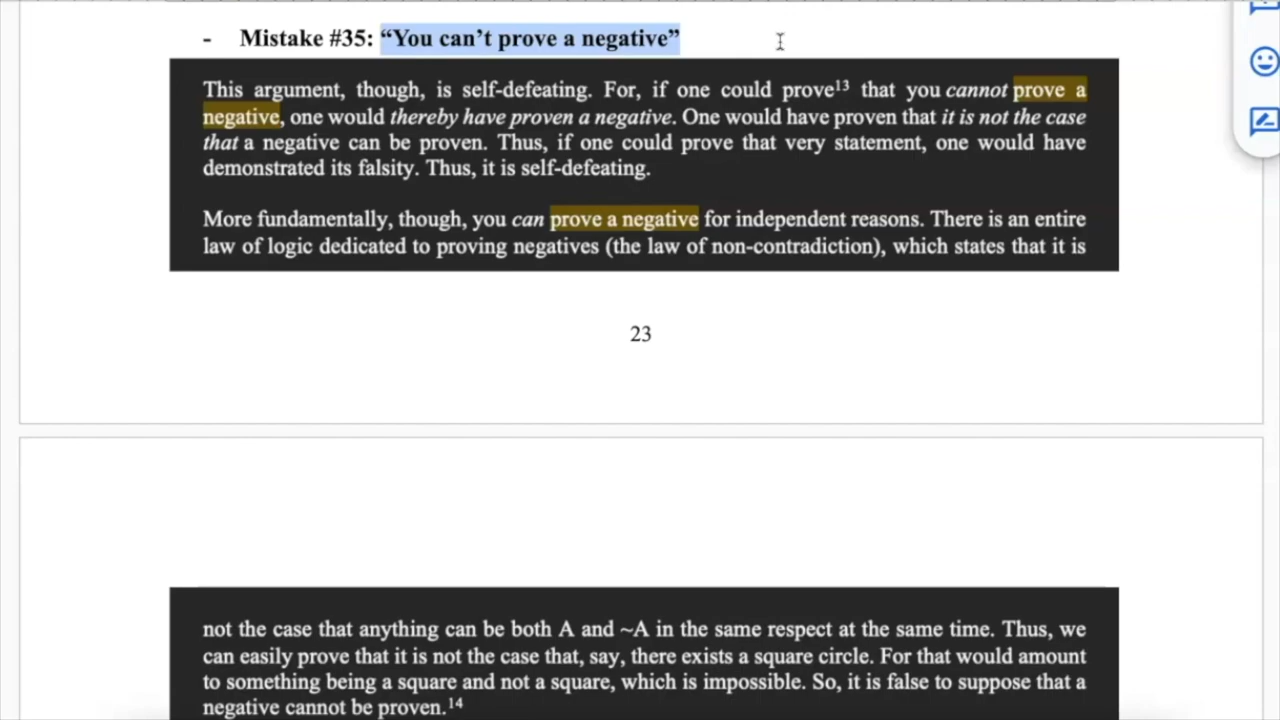 - Mistake #35: “You can’t prove a negative”
This argument, though, is self-defeating. For, if one could prove¹³ that you cannot prove a
negative, one would thereby have proven a negative. One would have proven that it is not the case
that a negative can be proven. Thus, if one could prove that very statement, one would have
demonstrated its falsity. Thus, it is self-defeating.
More fundamentally, though, you can prove a negative for independent reasons. There is an entire
law of logic dedicated to proving negatives (the law of non-contradiction), which states that it is
23
not the case that anything can be both A and ~A in the same respect at the same time. Thus, we
can easily prove that it is not the case that, say, there exists a square circle. For that would amount
to something being a square and not a square, which is impossible. So, it is false to suppose that a
negative cannot be proven.¹⁴